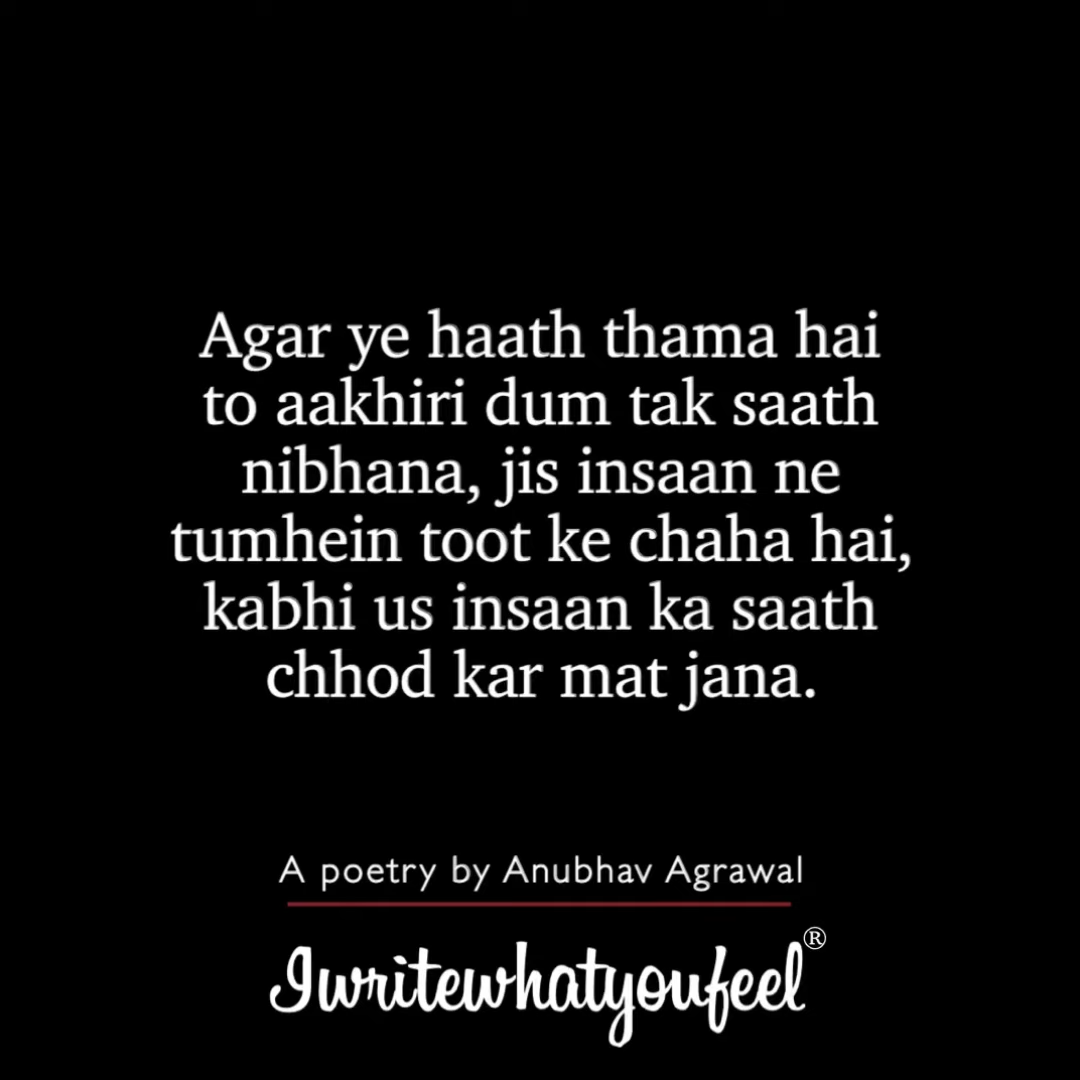 Agar ye haath thama hai
to aakhiri dum tak saath
nibhana, jis insaan ne
tumhein toot ke chaha hai,
kabhi us insaan ka saath
chhod kar mat jana.
A poetry by Anubhav Agrawal
Iwritewhatyoufeel®